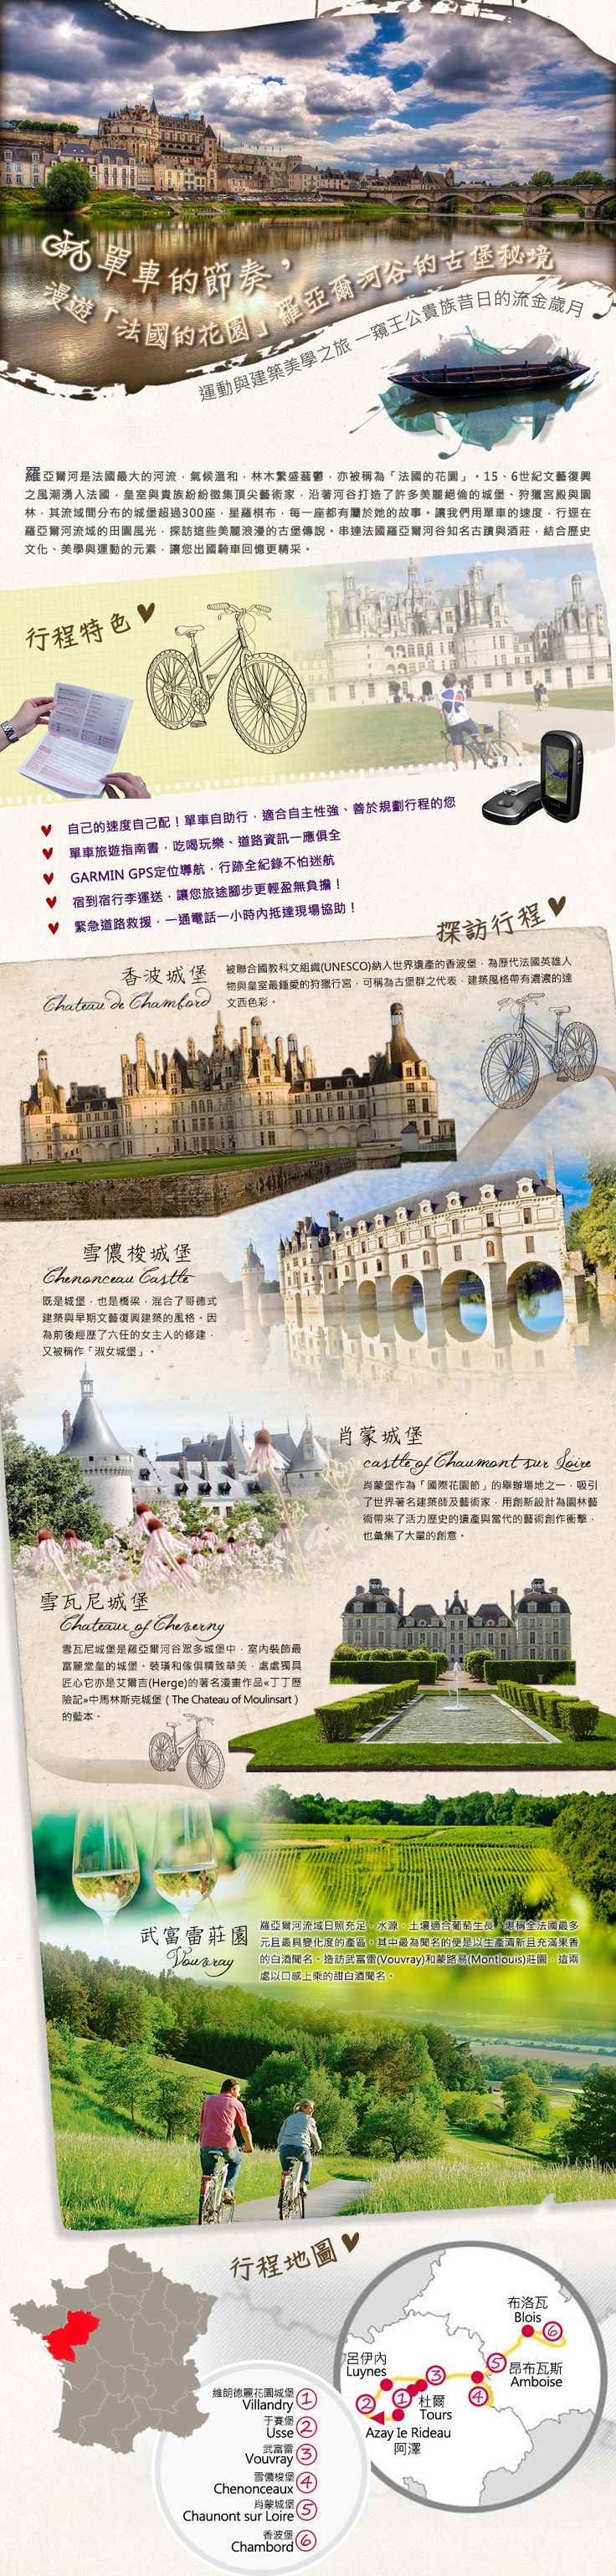 單車的節奏，
漫遊「法國的花園」羅亞爾河谷的古堡秘境
運動與建築美學之旅 一窺王公貴族昔日的流金歲月
羅亞爾河是法國最大的河流，氣候溫和，林木繁盛蓊鬱，亦被稱為「法國的花園」。15、6世紀文藝復興
之風潮湧入法國，皇室與貴族紛紛徵集頂尖藝術家，沿著河谷打造了許多美麗絕倫的城堡、狩獵宮殿與園
林，其流域間分布的城堡超過300座，星羅棋布，每一座都有屬於她的故事。讓我們用單車的速度，行遊在
羅亞爾河流域的田園風光，探訪這些美麗浪漫的古堡傳說。串連法國羅亞爾河谷知名古蹟與酒莊，結合歷史
文化、美學與運動的元素，讓您出國騎車回憶更精采。
行程特色
自己的速度自己配！單車自助行，適合自主性強、善於規劃行程的您
單車旅遊指南書，吃喝玩樂、道路資訊一應俱全
GARMIN GPS定位導航，行跡全紀錄不怕迷航
宿到宿行李運送，讓您旅途腳步更輕盈無負擔！
緊急道路救援，一通電話一小時內抵達現場協助！
探訪行程
香波城堡
Chateau de Chambord
被聯合國教科文組織(UNESCO)納入世界遺產的香波堡，為歷代法國英雄人
物與皇室最鍾愛的狩獵行宮，可稱為古堡群之代表，建築風格帶有濃濃的達
文西色彩。
雪儂梭城堡
Chenonceau Castle
既是城堡，也是橋梁，混合了哥德式
建築與早期文藝復興建築的風格。因
為前後經歷了六任的女主人的修建，
又被稱作「淑女城堡」。
肖蒙城堡
castle of Chaumont sur Loire
肖蒙堡作為「國際花園節」的舉辦場地之一，吸引
了世界著名建築師及藝術家，用創新設計為園林藝
術帶來了活力歷史的遺產與當代的藝術創作衝擊，
也彙集了大量的創意。
雪瓦尼城堡
Chateaux of Cheverny
雪瓦尼城堡是羅亞爾河谷眾多城堡中，室內裝飾最
富麗堂皇的城堡。裝璜和傢俱精致華美，處處獨具
匠心它亦是艾爾吉(Herge)的著名漫畫作品«丁丁歷
險記»中馬林斯克城堡 ( The Chateau of Moulinsart )
的藍本。
武富雷莊園
Vouvray
羅亞爾河流域日照充足，水源、土壤適合葡萄生長，堪稱全法國最多
元且最具變化度的產區。其中最為聞名的便是以生產清新且充滿果香
的白酒聞名。造訪武富雷(Vouvray)和蒙路易(Montlouis)莊園，這兩
處以口感上乘的甜白酒聞名。
行程地圖
布洛瓦
Blois
6
呂伊內
Luynes
5
昂布瓦斯
Amboise
3
4
2
1
杜爾
Tours
Azay le Rideau
阿澤
維朗德麗花園城堡
Villandry 1
于賽堡
Usse 2
武富雷
Vouvray 3
雪儂梭堡
Chenonceaux 4
肖蒙城堡
Chaunont sur Loire 5
香波堡
Chambord 6